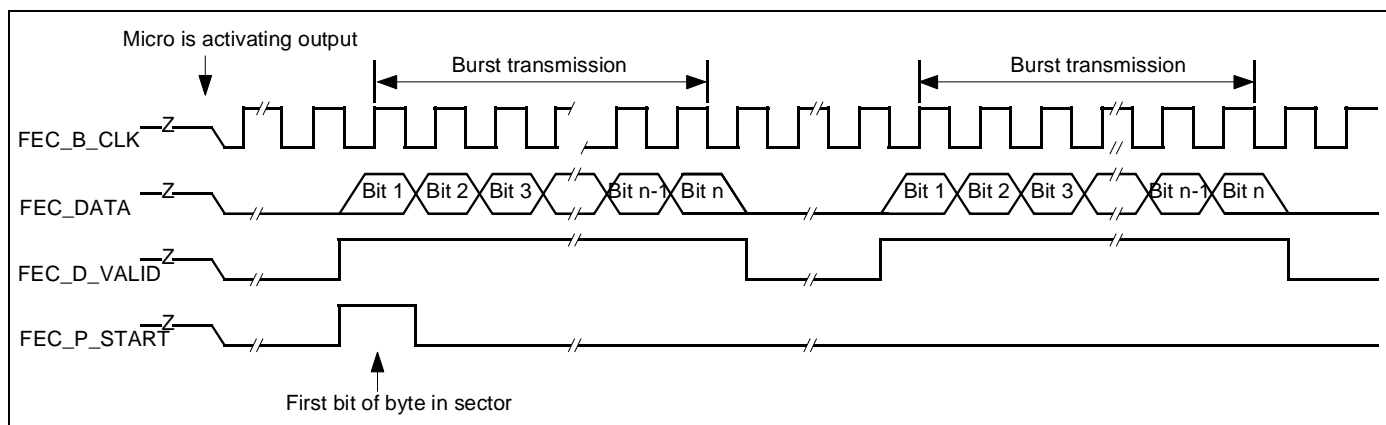 Micro is activating output
Burst transmission Burst transmission
FEC_B_CLK Z
FEC_DATA Z Bit 1 Bit 2 Bit 3 Bit n-1 Bit n Bit 1 Bit 2 Bit 3 Bit n-1 Bit n
FEC_D_VALID Z
FEC_P_START Z
First bit of byte in sector